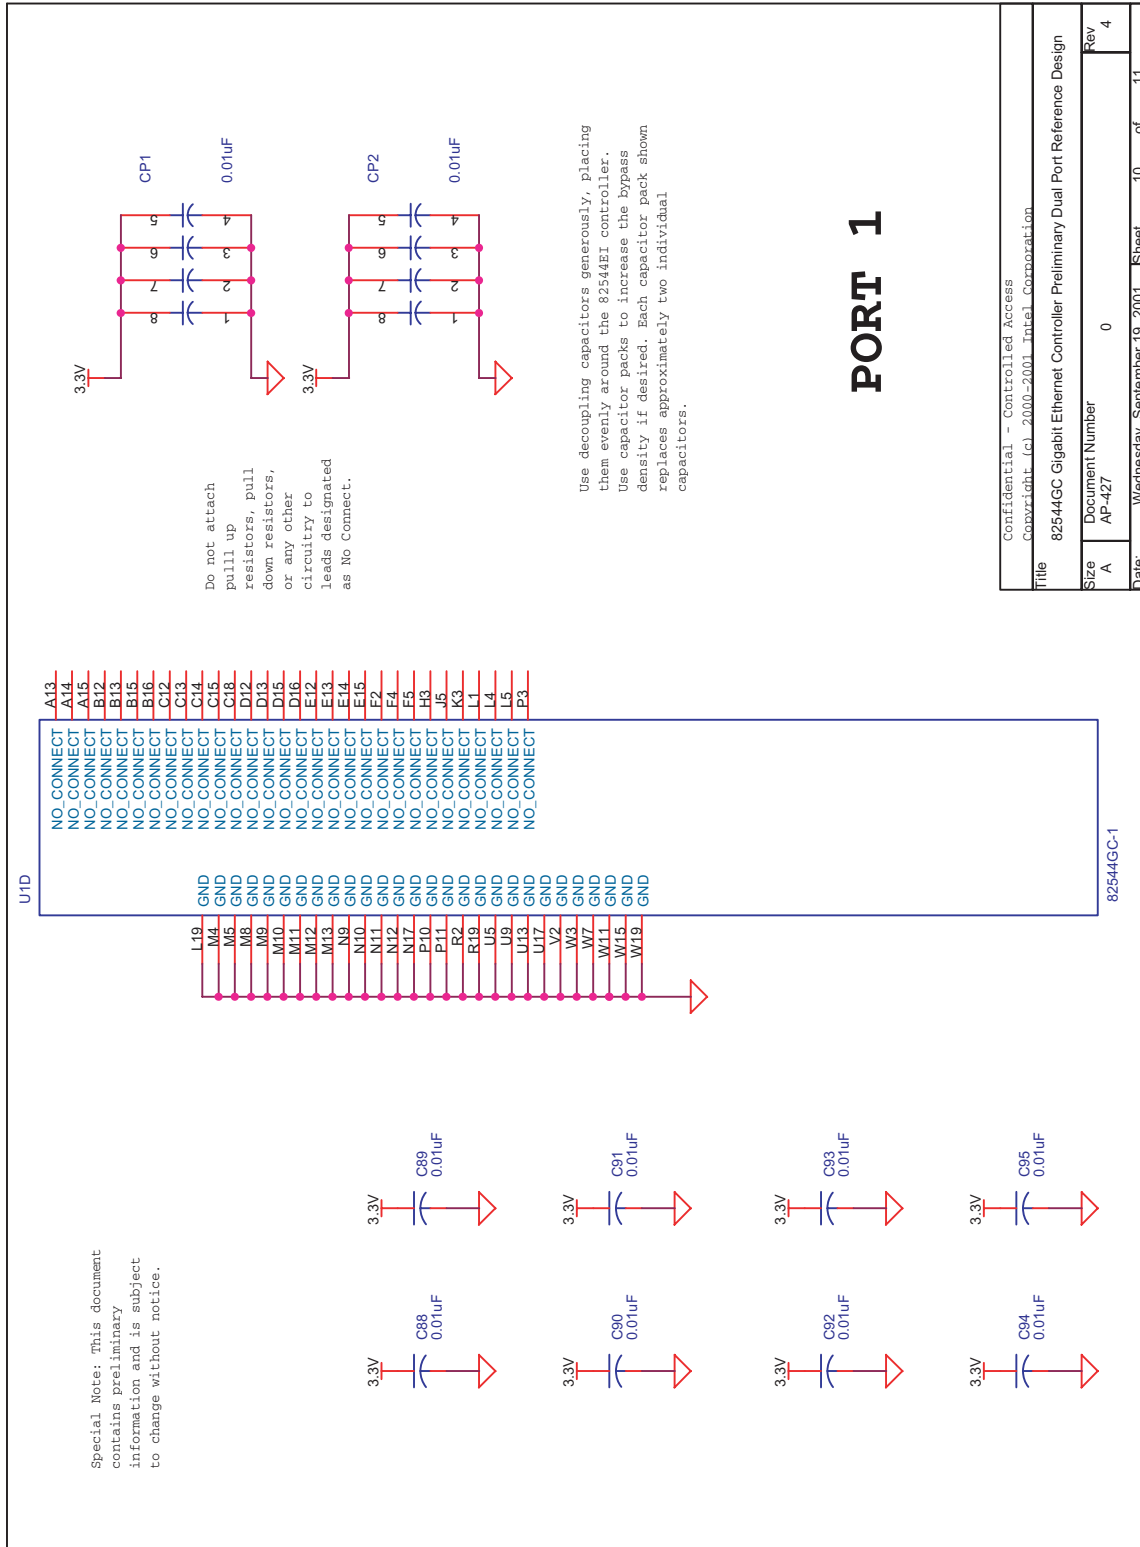 Special Note: This document
contains preliminary
information and is subject
to change without notice.
U1D
NO_CONNECT A13
NO_CONNECT A14
NO_CONNECT A15
NO_CONNECT B12
NO_CONNECT B13
NO_CONNECT B15
NO_CONNECT B16
NO_CONNECT C12
NO_CONNECT C13
L19 GND NO_CONNECT C14
M4 GND NO_CONNECT C15
M5 GND NO_CONNECT C18
M8 GND NO_CONNECT D12
M9 GND NO_CONNECT D13
M10 GND NO_CONNECT D15
M11 GND NO_CONNECT D16
M12 GND NO_CONNECT E12
M13 GND NO_CONNECT E13
N9 GND NO_CONNECT E14
N10 GND NO_CONNECT E15
N11 GND NO_CONNECT F2
N12 GND NO_CONNECT F4
N17 GND NO_CONNECT F5
P10 GND NO_CONNECT H3
P11 GND NO_CONNECT J5
R2 GND NO_CONNECT K3
R19 GND NO_CONNECT L1
U5 GND NO_CONNECT L4
U9 GND NO_CONNECT L5
U13 GND NO_CONNECT P3
U17 GND
V2 GND
W3 GND
W7 GND
W11 GND
W15 GND
W19 GND
82544GC-1
3.3V
CP1
8 7 6 5
1 2 3 4
0.01uF
3.3V
CP2
8 7 6 5
1 2 3 4
0.01uF
Do not attach
pulll up
resistors, pull
down resistors,
or any other
circuitry to
leads designated
as No Connect.
3.3V C88 0.01uF
3.3V C89 0.01uF
3.3V C90 0.01uF
3.3V C91 0.01uF
3.3V C92 0.01uF
3.3V C93 0.01uF
3.3V C94 0.01uF
3.3V C95 0.01uF
Use decoupling capacitors generously, placing
them evenly around the 82544EI controller.
Use capacitor packs to increase the bypass
density if desired. Each capacitor pack shown
replaces approximately two individual
capacitors.
PORT 1
Confidential - Controlled Access
Copyright (c) 2000-2001 Intel Corporation
Title
82544GC Gigabit Ethernet Controller Preliminary Dual Port Reference Design
Size Document Number Rev
A AP-427 0 4
Date: Wednesday, September 19, 2001 Sheet 10 of 11